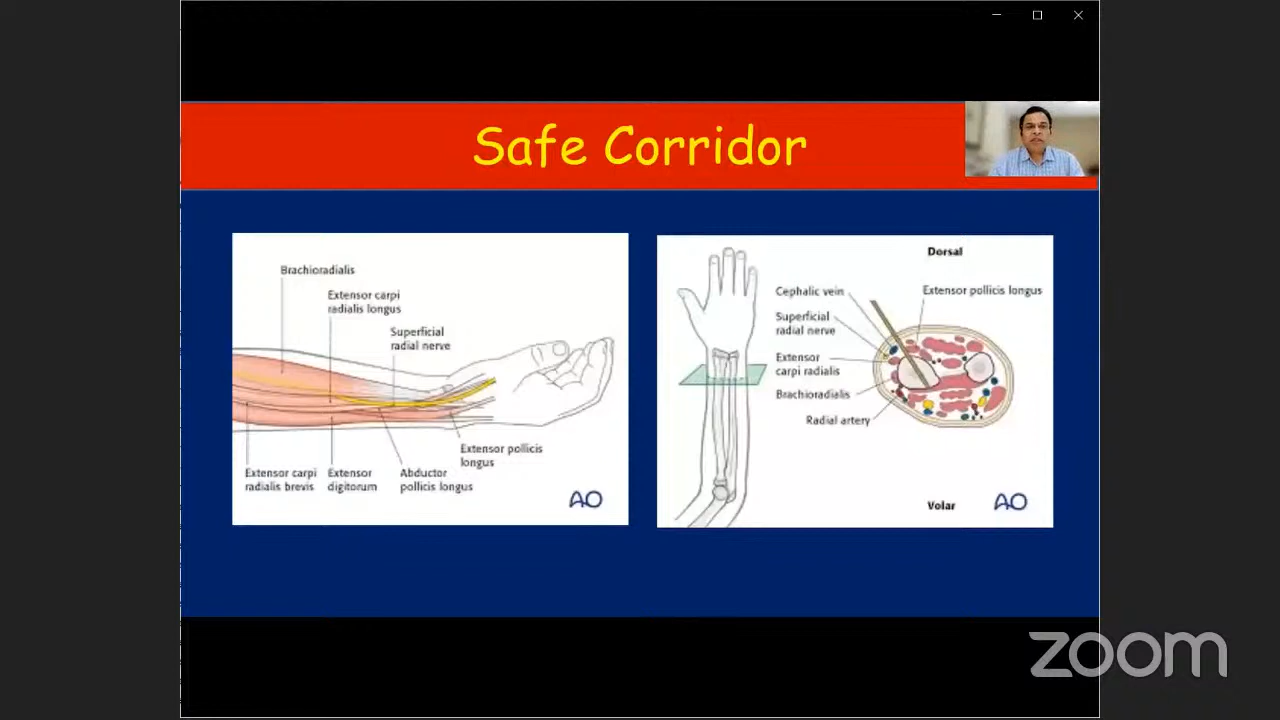 Safe Corridor
Brachioradialis
Extensor carpi
radialis longus
Superficial
radial nerve
Extensor carpi
radialis brevis
Extensor
digitorum
Abductor
pollicis longus
Extensor pollicis
longus
AO
Dorsal
Cephalic vein
Extensor pollicis longus
Superficial
radial nerve
Extensor
carpi radialis
Brachioradialis
Radial artery
Volar
AO
zoom